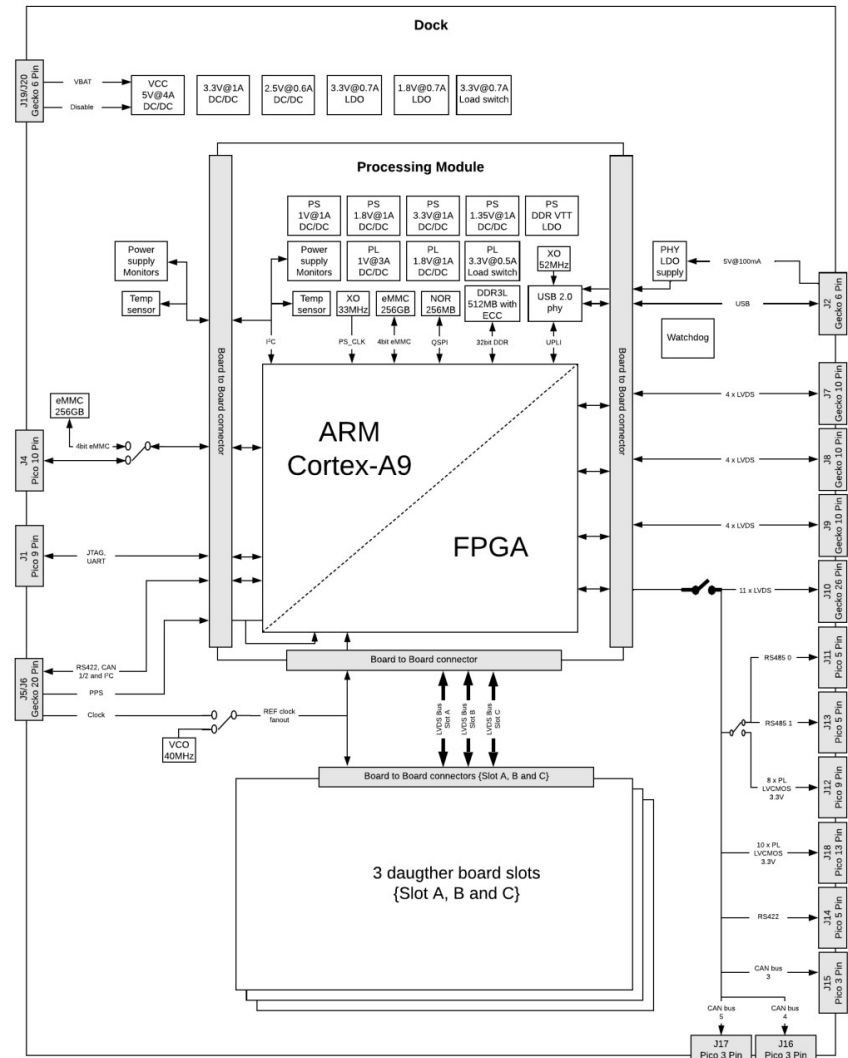 Dock
J19/J20
Gecko 6 Pin
VBAT
Disable
VCC
5V@4A
DC/DC
3.3V@1A
DC/DC
2.5V@0.6A
DC/DC
3.3V@0.7A
LDO
1.8V@0.7A
LDO
3.3V@0.7A
Load switch
Processing Module
PS
1V@1A
DC/DC
PS
1.8V@1A
DC/DC
PS
3.3V@1A
DC/DC
PS
1.35V@1A
DC/DC
PS
DDR VTT
LDO
Power
supply
Monitors
Temp
sensor
Power
supply
Monitors
PL
1V@3A
DC/DC
PL
1.8V@1A
DC/DC
PL
3.3V@0.5A
Load switch
XO
52MHz
Temp
sensor
XO
33MHz
eMMC
256GB
NOR
256MB
DDR3L
512MB with
ECC
USB 2.0
phy
I²C
PS_CLK
4bit eMMC
QSPI
32bit DDR
UPLI
PHY
LDO
supply
5V@100mA
USB
J2
Gecko 6 Pin
Watchdog
Board to Board connector
Board to Board connector
ARM
Cortex-A9
FPGA
eMMC
256GB
4bit eMMC
J4
Pico 10 Pin
JTAG,
UART
J1
Pico 9 Pin
RS422, CAN
1/2 and I²C
PPS
Clock
J5/J6
Gecko 20 Pin
VCO
40MHz
REF clock
fanout
Board to Board connector
LVDS Bus
Slot A
LVDS Bus
Slot B
LVDS Bus
Slot C
Board to Board connectors {Slot A, B and C}
3 daugther board slots
{Slot A, B and C}
4 x LVDS
J7
Gecko 10 Pin
4 x LVDS
J8
Gecko 10 Pin
4 x LVDS
J9
Gecko 10 Pin
11 x LVDS
J10
Gecko 26 Pin
RS485 0
J11
Pico 5 Pin
RS485 1
J13
Pico 5 Pin
8 x PL
LVCMOS
3.3V
J12
Pico 9 Pin
10 x PL
LVCMOS
3.3V
J18
Pico 13 Pin
RS422
J14
Pico 5 Pin
CAN bus
3
J15
Pico 3 Pin
CAN bus
5
CAN bus
4
J17
Pico 3 Pin
J16
Pico 3 Pin